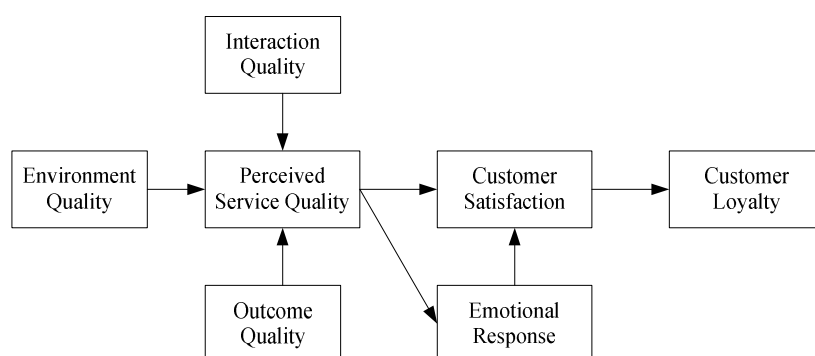 Interaction
Quality
Environment
Quality
Perceived
Service Quality
Customer
Satisfaction
Customer
Loyalty
Outcome
Quality
Emotional
Response